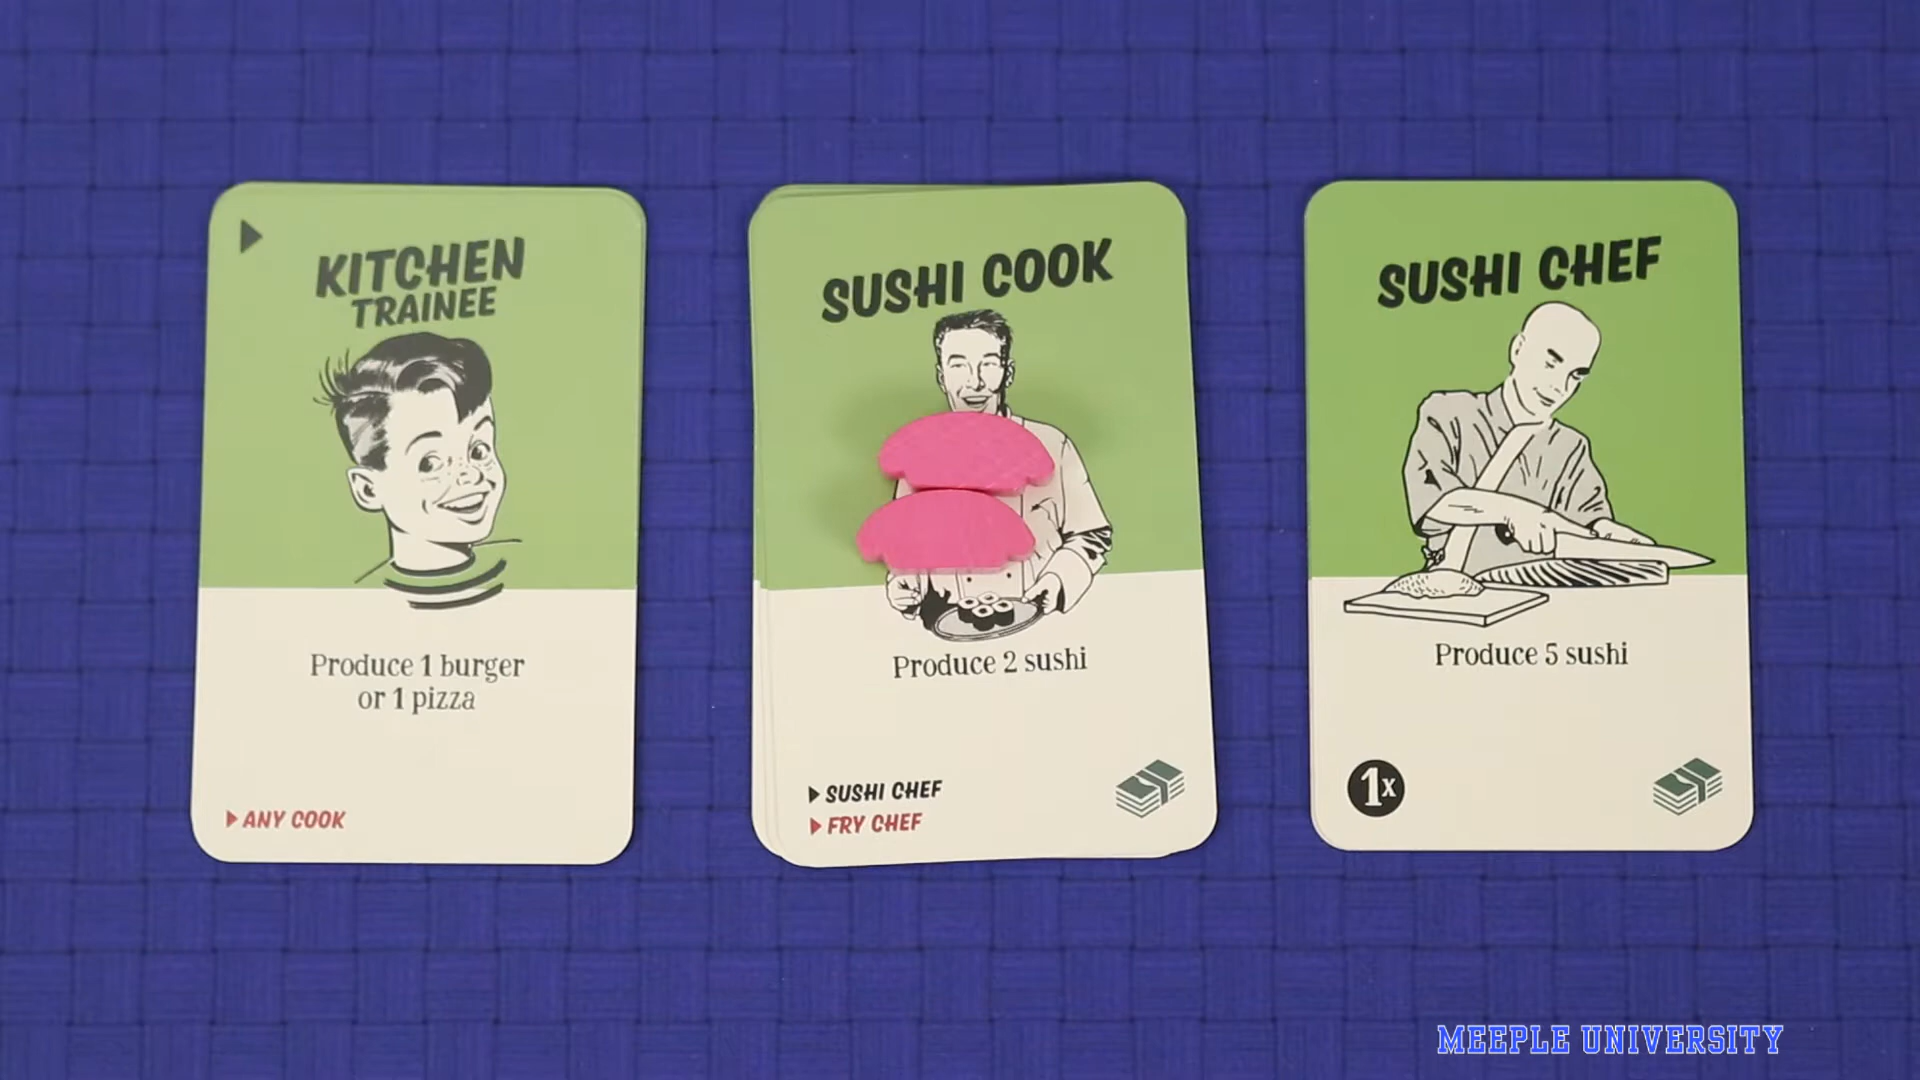 KITCHEN
TRAINEE
Produce 1 burger
or 1 pizza
ANY COOK
SUSHI COOK
Produce 2 sushi
SUSHI CHEF
FRY CHEF
SUSHI CHEF
Produce 5 sushi
1x
MEEPLE UNIVERSITY